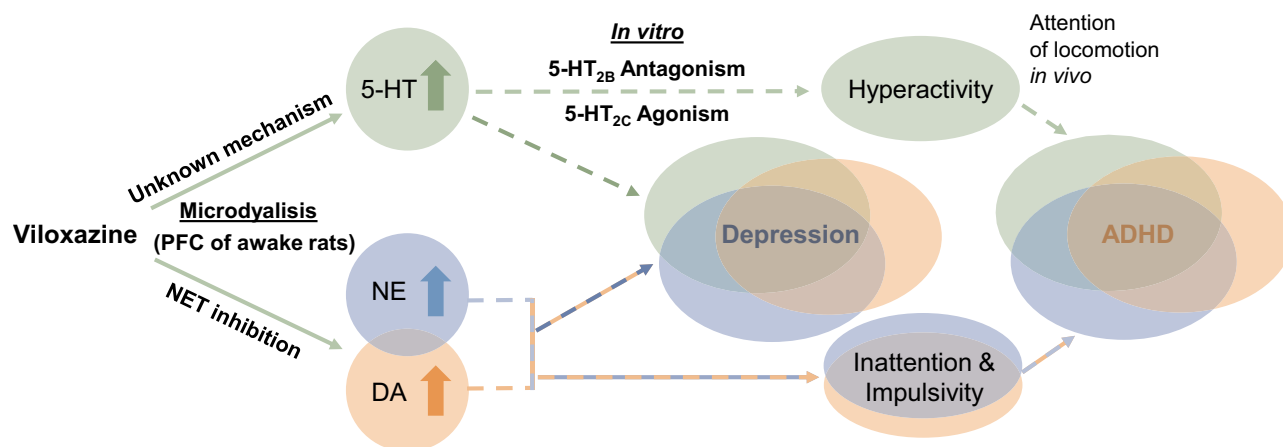 In vitro
5-HT2B Antagonism
5-HT2C Agonism
5-HT
Hyperactivity
Attention
of locomotion
in vivo
Unknown mechanism
Viloxazine
Microdyalisis
(PFC of awake rats)
NET inhibition
NE
DA
Depression
ADHD
Inattention &
Impulsivity